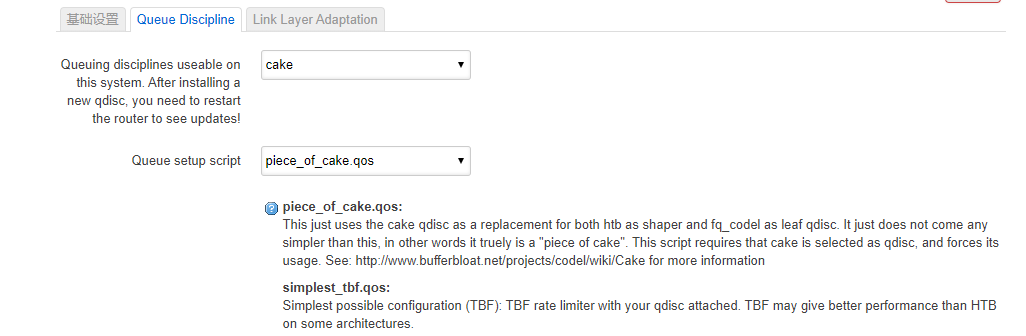 基础设置 Queue Discipline Link Layer Adaptation
Queuing disciplines useable on cake
this system. After installing a
new qdisc, you need to restart
the router to see updates!
Queue setup script piece_of_cake.qos
piece_of_cake.qos:
This just uses the cake qdisc as a replacement for both htb as shaper and fq_codel as leaf qdisc. It just does not come any
simpler than this, in other words it truely is a "piece of cake". This script requires that cake is selected as qdisc, and forces its
usage. See: http://www.bufferbloat.net/projects/codel/wiki/Cake for more information
simplest_tbf.qos:
Simplest possible configuration (TBF): TBF rate limiter with your qdisc attached. TBF may give better performance than HTB
on some architectures.